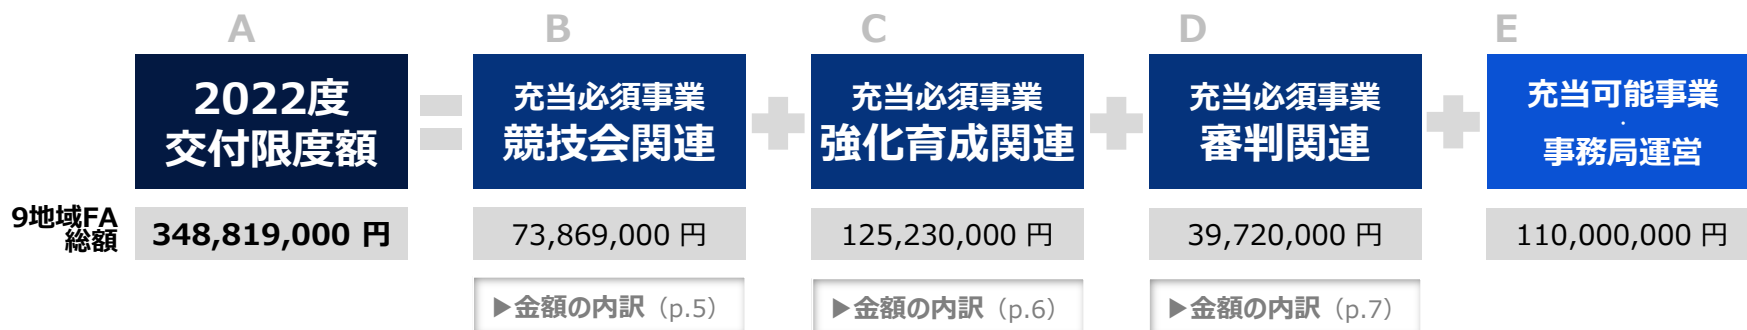 A
B
C
D
E
2022度
交付限度額
=
充当必須事業
競技会関連
+
充当必須事業
強化育成関連
+
充当必須事業
審判関連
+
充当可能事業
・
事務局運営
9地域FA
総額
348,819,000 円
73,869,000 円
125,230,000 円
39,720,000 円
110,000,000 円
▶金額の内訳（p.5）
▶金額の内訳（p.6）
▶金額の内訳（p.7）